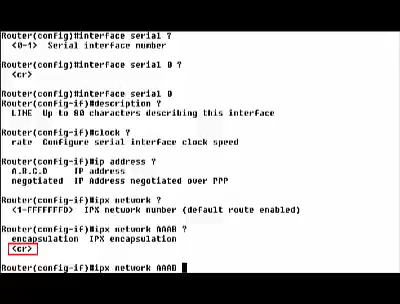 Router(config)#interface serial ?
<0-1> Serial interface number
Router(config)#interface serial 0 ?
<cr>
Router(config)#interface serial 0
Router(config-if)#description ?
LINE Up to 80 characters describing this interface
Router(config-if)#clock ?
rate Configure serial interface clock speed
Router(config-if)#ip address ?
A.B.C.D IP address
negotiated IP Address negotiated over PPP
Router(config-if)#ipx network ?
<1-FFFFFFFD> IPX network number (default route enabled)
Router(config-if)#ipx network AAAB ?
encapsulation IPX encapsulation
<cr>
Router(config-if)#ipx network AAAB